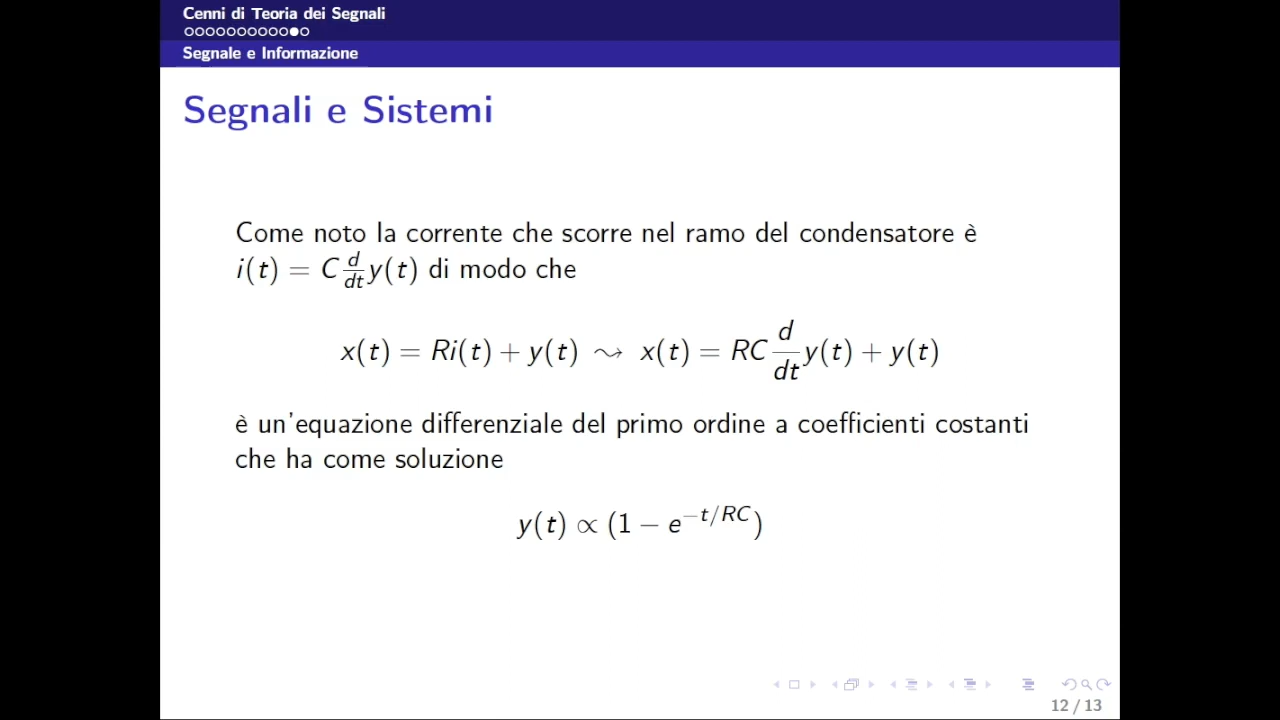 Cenni di Teoria dei Segnali
Segnale e Informazione
Segnali e Sistemi
Come noto la corrente che scorre nel ramo del condensatore è
i(t) = C d/dt y(t) di modo che
x(t) = Ri(t) + y(t) ⇝ x(t) = RC d/dt y(t) + y(t)
è un'equazione differenziale del primo ordine a coefficienti costanti
che ha come soluzione
y(t) ∝ (1 − e^{−t/RC})
12 / 13